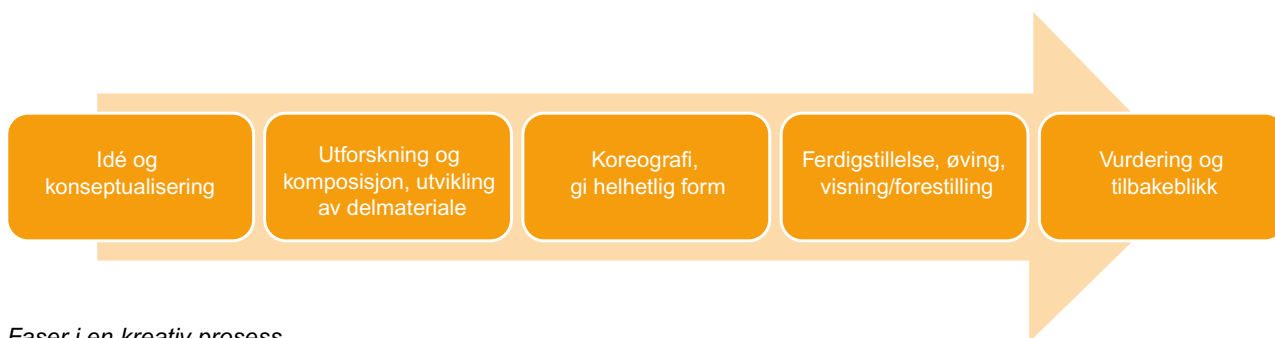 Idé og
konseptualisering
Utforskning og
komposisjon, utvikling
av delmateriale
Koreografi,
gi helhetlig form
Ferdigstillelse, øving,
visning/forestilling
Vurdering og
tilbakeblikk
Faser i en kreativ prosess